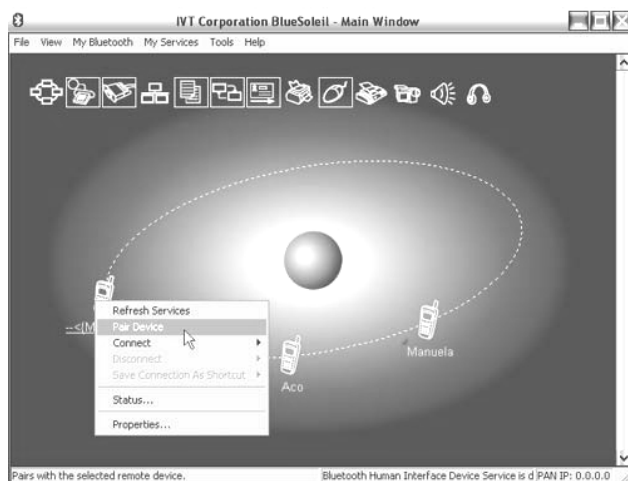 IVT Corporation BlueSoleil - Main Window
File View My Bluetooth My Services Tools Help
--<(M
Refresh Services
Pair Device
Connect
Disconnect
Save Connection As Shortcut
Status...
Properties...
Aco
Manuela
Pairs with the selected remote device.
Bluetooth Human Interface Device Service is d PAN IP: 0.0.0.0